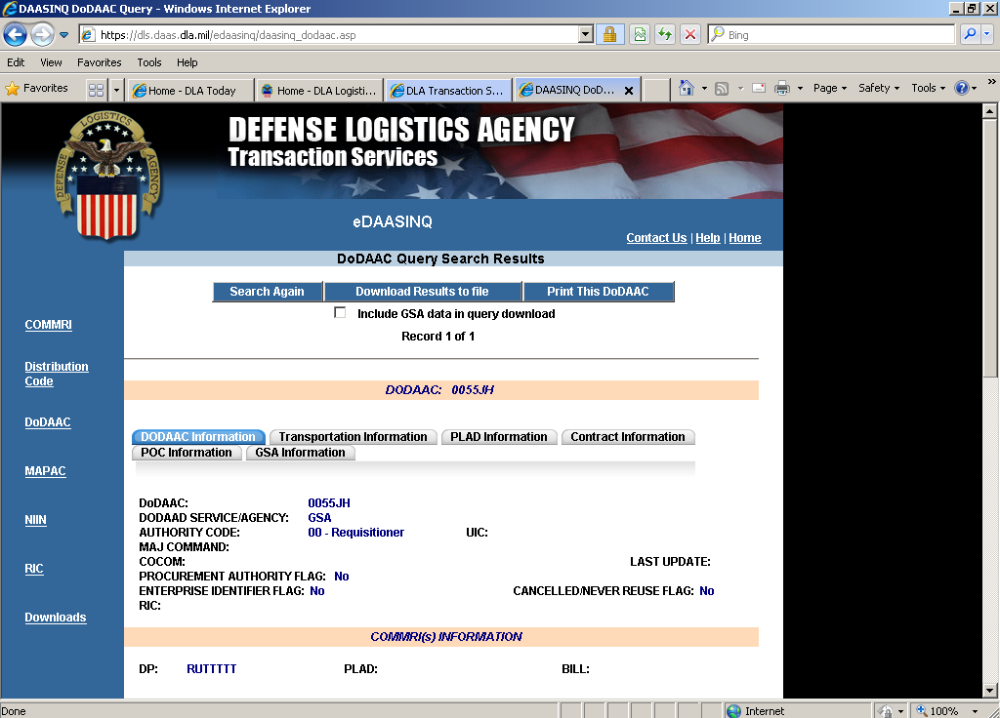 DAASINQ DoDAAC Query - Windows Internet Explorer
https://dls.daas.dla.mil/edaasinq/daasinq_dodaac.asp
Bing
Edit View Favorites Tools Help
Favorites Home - DLA Today Home - DLA Logisti... DLA Transaction S... DAASINQ DoD... Page Safety Tools
DEFENSE LOGISTICS AGENCY
DEFENSE LOGISTICS AGENCY
Transaction Services
eDAASINQ
Contact Us | Help | Home
DoDAAC Query Search Results
Search Again Download Results to file Print This DoDAAC
Include GSA data in query download
Record 1 of 1
COMMRI
Distribution
Code
DoDAAC
MAPAC
NIIN
RIC
Downloads
DODAAC: 0055JH
DODAAC Information Transportation Information PLAD Information Contract Information
POC Information GSA Information
DoDAAC: 0055JH
DODAAD SERVICE/AGENCY: GSA
AUTHORITY CODE: 00 - Requisitioner UIC:
MAJ COMMAND:
COCOM: LAST UPDATE:
PROCUREMENT AUTHORITY FLAG: No
ENTERPRISE IDENTIFIER FLAG: No CANCELLED/NEVER REUSE FLAG: No
RIC:
COMMRI(s) INFORMATION
DP: RUTTTTT PLAD: BILL:
Done Internet 100%